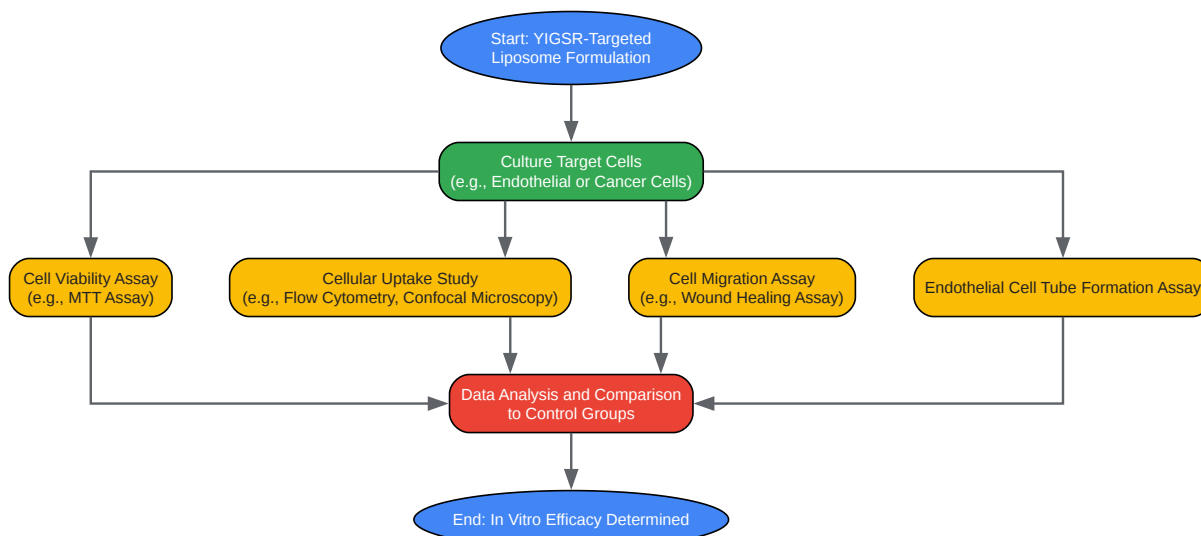 Start: YIGSR-Targeted
Liposome Formulation
Culture Target Cells
(e.g., Endothelial or Cancer Cells)
Cell Viability Assay
(e.g., MTT Assay)
Cellular Uptake Study
(e.g., Flow Cytometry, Confocal Microscopy)
Cell Migration Assay
(e.g., Wound Healing Assay)
Endothelial Cell Tube Formation Assay
Data Analysis and Comparison
to Control Groups
End: In Vitro Efficacy Determined